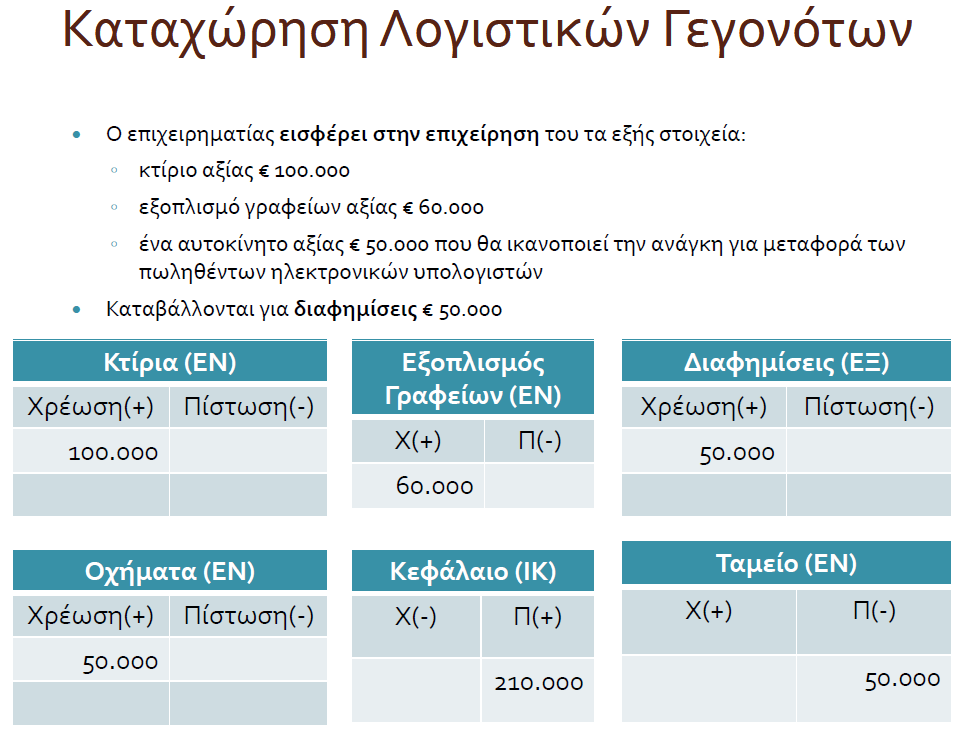 Καταχώρηση Λογιστικών Γεγονότων
• Ο επιχειρηματίας εισφέρει στην επιχείρηση του τα εξής στοιχεία:
◦ κτίριο αξίας € 100.000
◦ εξοπλισμό γραφείων αξίας € 60.000
◦ ένα αυτοκίνητο αξίας € 50.000 που θα ικανοποιεί την ανάγκη για μεταφορά των
πωληθέντων ηλεκτρονικών υπολογιστών
• Καταβάλλονται για διαφημίσεις € 50.000
Κτίρια (ΕΝ)
Χρέωση(+) Πίστωση(-)
100.000
Εξοπλισμός
Γραφείων (ΕΝ)
Χ(+) Π(-)
60.000
Διαφημίσεις (ΕΞ)
Χρέωση(+) Πίστωση(-)
50.000
Οχήματα (ΕΝ)
Χρέωση(+) Πίστωση(-)
50.000
Κεφάλαιο (ΙΚ)
Χ(-) Π(+)
210.000
Ταμείο (ΕΝ)
Χ(+) Π(-)
50.000